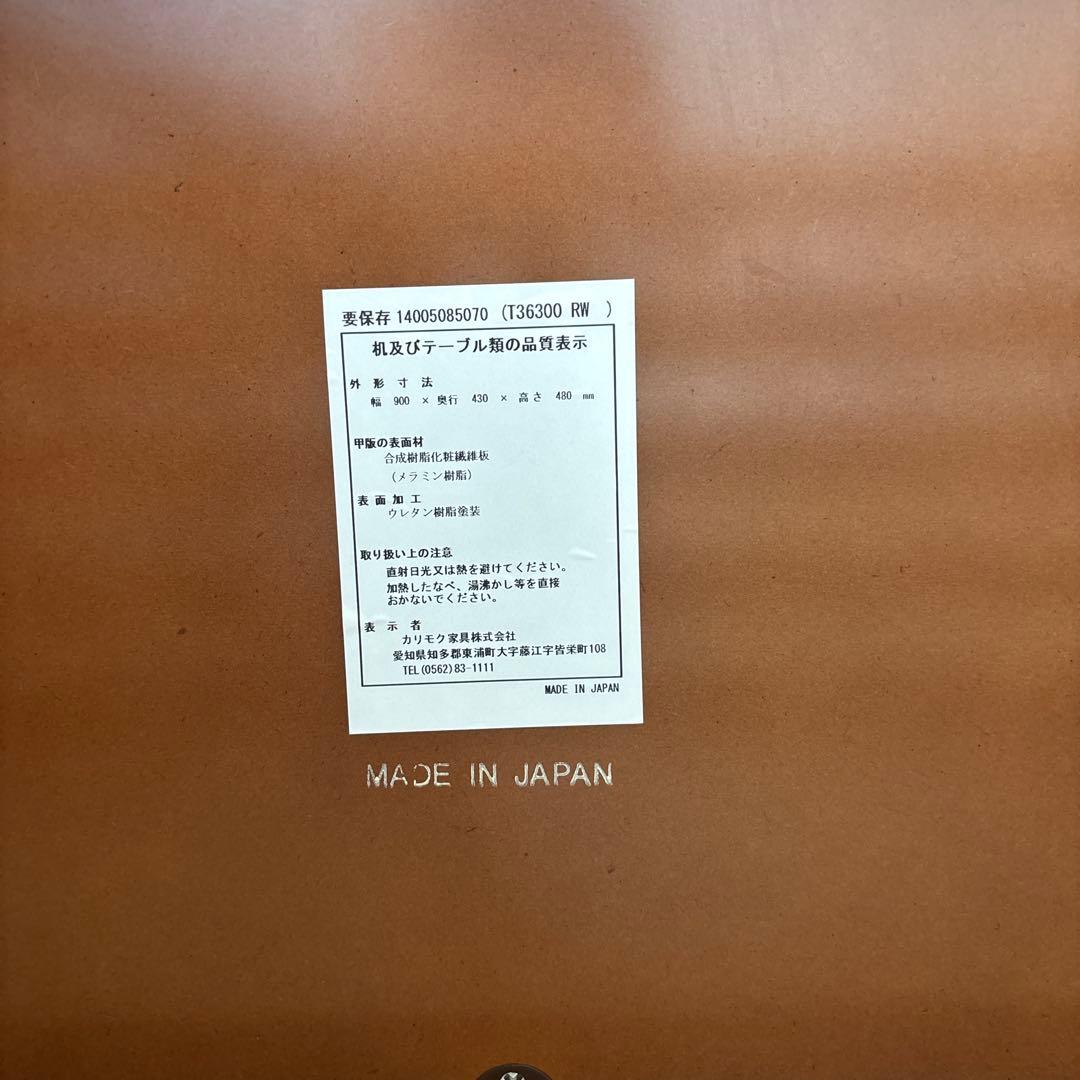 要保存 14005085070 (T36300 RW )
机及びテーブル類の品質表示
外 形 寸 法
幅 900 × 奥行 430 × 高さ 480 mm
甲版の表面材
合成樹脂化粧繊維板
(メラミン樹脂)
表 面 加 工
ウレタン樹脂塗装
取り扱い上の注意
直射日光又は熱を避けてください。
加熱したなべ、湯沸かし等を直接
おかないでください。
表 示 者
カリモク家具株式会社
愛知県知多郡東浦町大字藤江字皆栄町108
TEL(0562)83-1111
MADE IN JAPAN
MADE IN JAPAN